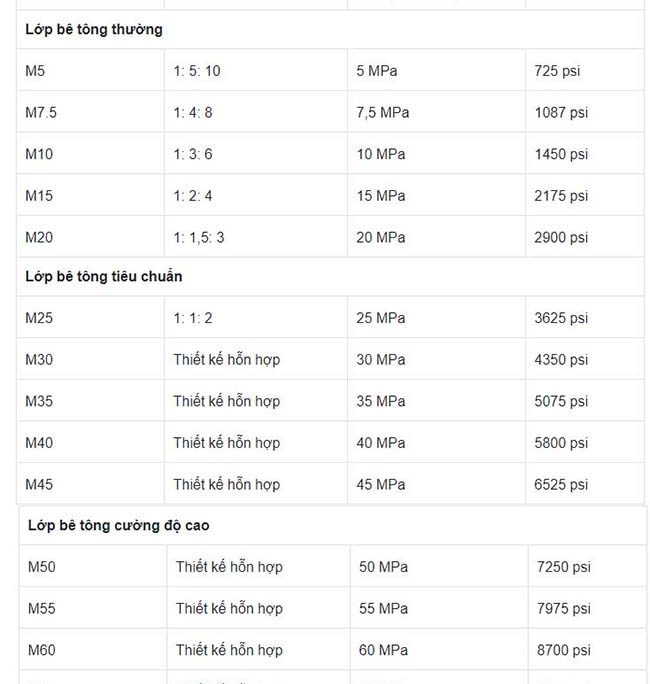 Lớp bê tông thường
M5 1: 5: 10 5 MPa 725 psi
M7.5 1: 4: 8 7,5 MPa 1087 psi
M10 1: 3: 6 10 MPa 1450 psi
M15 1: 2: 4 15 MPa 2175 psi
M20 1: 1,5: 3 20 MPa 2900 psi
Lớp bê tông tiêu chuẩn
M25 1: 1: 2 25 MPa 3625 psi
M30 Thiết kế hỗn hợp 30 MPa 4350 psi
M35 Thiết kế hỗn hợp 35 MPa 5075 psi
M40 Thiết kế hỗn hợp 40 MPa 5800 psi
M45 Thiết kế hỗn hợp 45 MPa 6525 psi
Lớp bê tông cường độ cao
M50 Thiết kế hỗn hợp 50 MPa 7250 psi
M55 Thiết kế hỗn hợp 55 MPa 7975 psi
M60 Thiết kế hỗn hợp 60 MPa 8700 psi